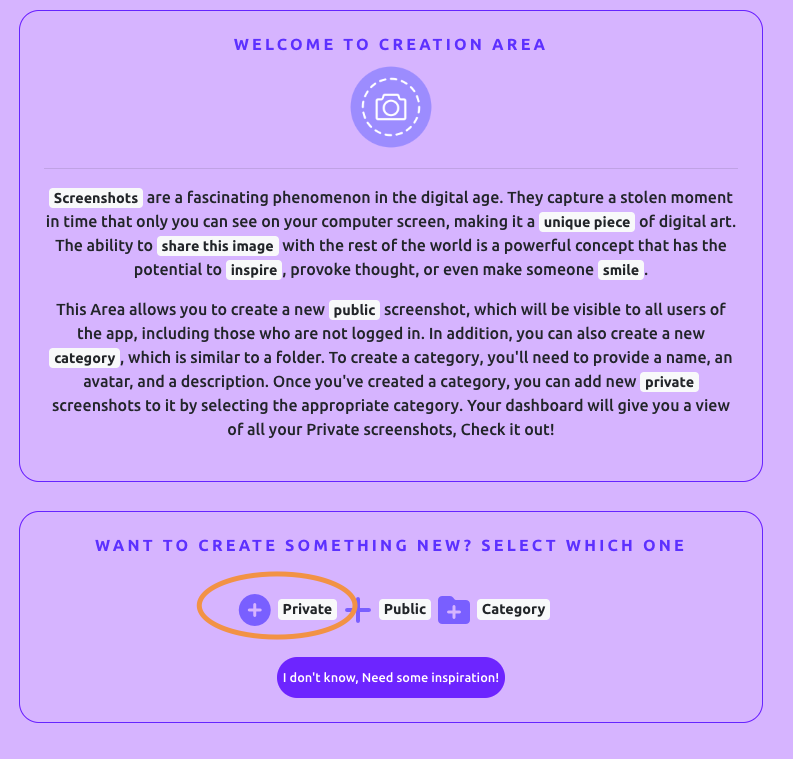 WELCOME TO CREATION AREA
Screenshots are a fascinating phenomenon in the digital age. They capture a stolen moment
in time that only you can see on your computer screen, making it a unique piece of digital art.
The ability to share this image with the rest of the world is a powerful concept that has the
potential to inspire, provoke thought, or even make someone smile.
This Area allows you to create a new public screenshot, which will be visible to all users of
the app, including those who are not logged in. In addition, you can also create a new
category, which is similar to a folder. To create a category, you'll need to provide a name, an
avatar, and a description. Once you've created a category, you can add new private
screenshots to it by selecting the appropriate category. Your dashboard will give you a view
of all your Private screenshots, Check it out!
WANT TO CREATE SOMETHING NEW? SELECT WHICH ONE
Private Public Category
I don't know, Need some inspiration!